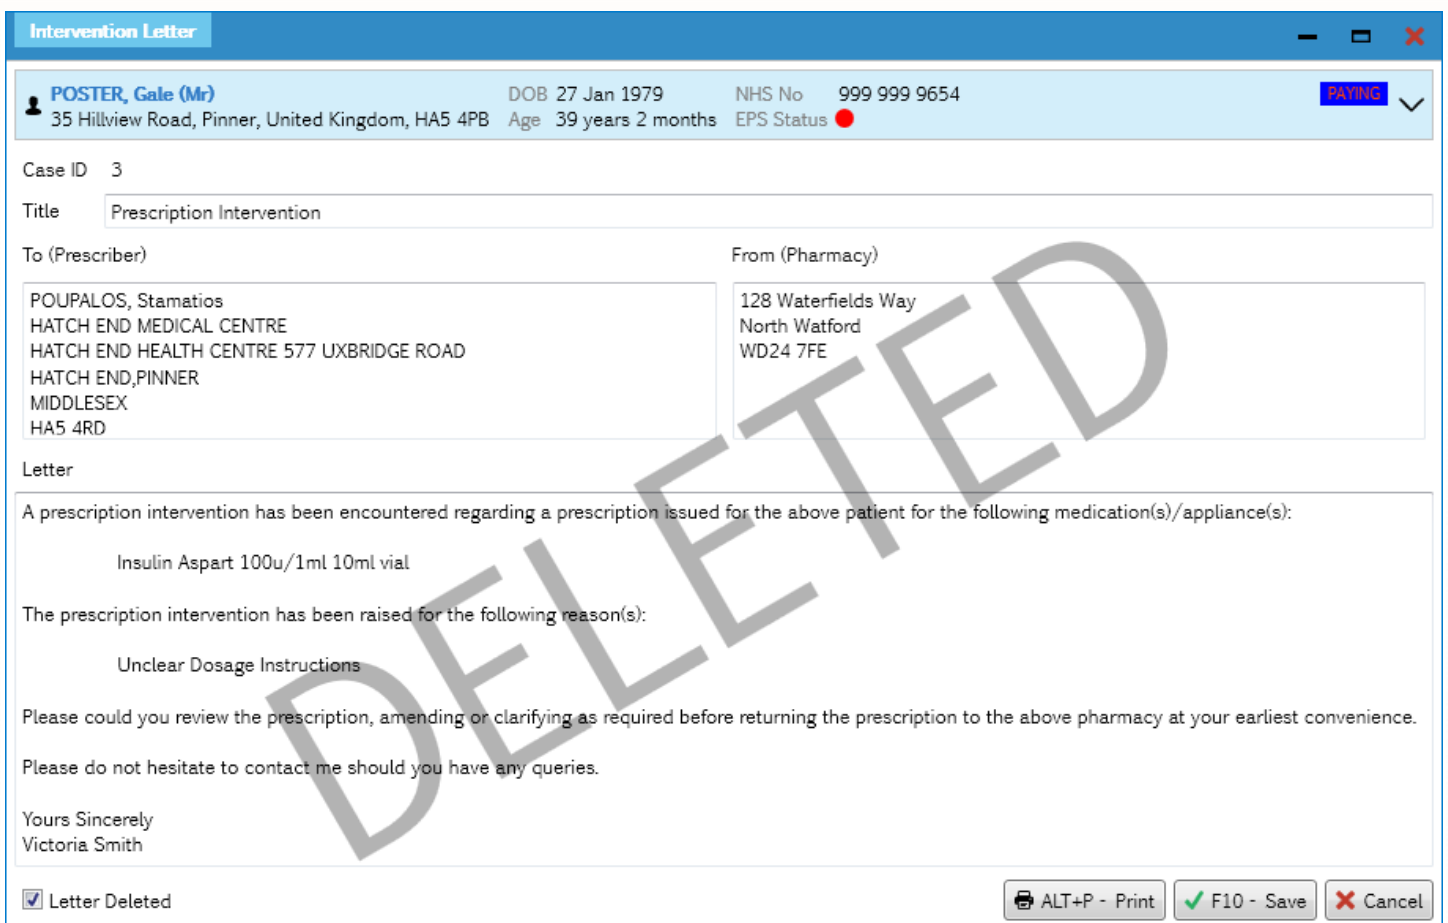 Intervention Letter
POSTER, Gale (Mr) DOB 27 Jan 1979 NHS No 999 999 9654 PAYING
35 Hillview Road, Pinner, United Kingdom, HA5 4PB Age 39 years 2 months EPS Status
Case ID 3
Title Prescription Intervention
To (Prescriber) From (Pharmacy)
POUPALOS, Stamatios
HATCH END MEDICAL CENTRE
HATCH END HEALTH CENTRE 577 UXBRIDGE ROAD
HATCH END,PINNER
MIDDLESEX
HA5 4RD
128 Waterfields Way
North Watford
WD24 7FE
Letter
A prescription intervention has been encountered regarding a prescription issued for the above patient for the following medication(s)/appliance(s):
Insulin Aspart 100u/1ml 10ml vial
The prescription intervention has been raised for the following reason(s):
Unclear Dosage Instructions
Please could you review the prescription, amending or clarifying as required before returning the prescription to the above pharmacy at your earliest convenience.
Please do not hesitate to contact me should you have any queries.
Yours Sincerely
Victoria Smith
DELETED
Letter Deleted ALT+P - Print F10 - Save Cancel